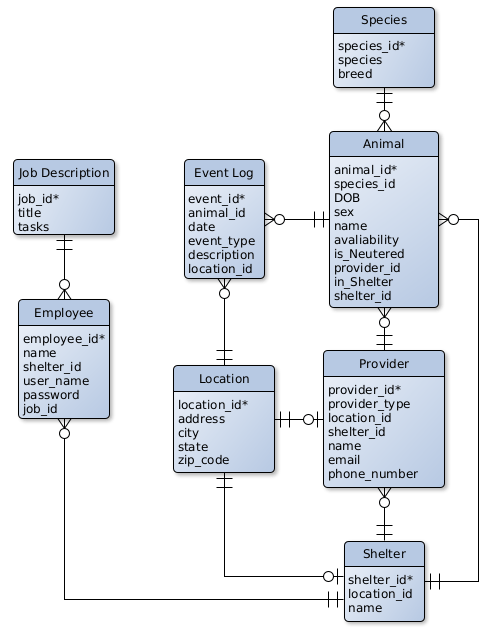 Species
species_id*
species
breed
Animal
animal_id*
species_id
DOB
sex
name
avaliability
is_Neutered
provider_id
in_Shelter
shelter_id
Job Description
job_id*
title
tasks
Event Log
event_id*
animal_id
date
event_type
description
location_id
Employee
employee_id*
name
shelter_id
user_name
password
job_id
Location
location_id*
address
city
state
zip_code
Provider
provider_id*
provider_type
location_id
shelter_id
name
email
phone_number
Shelter
shelter_id*
location_id
name